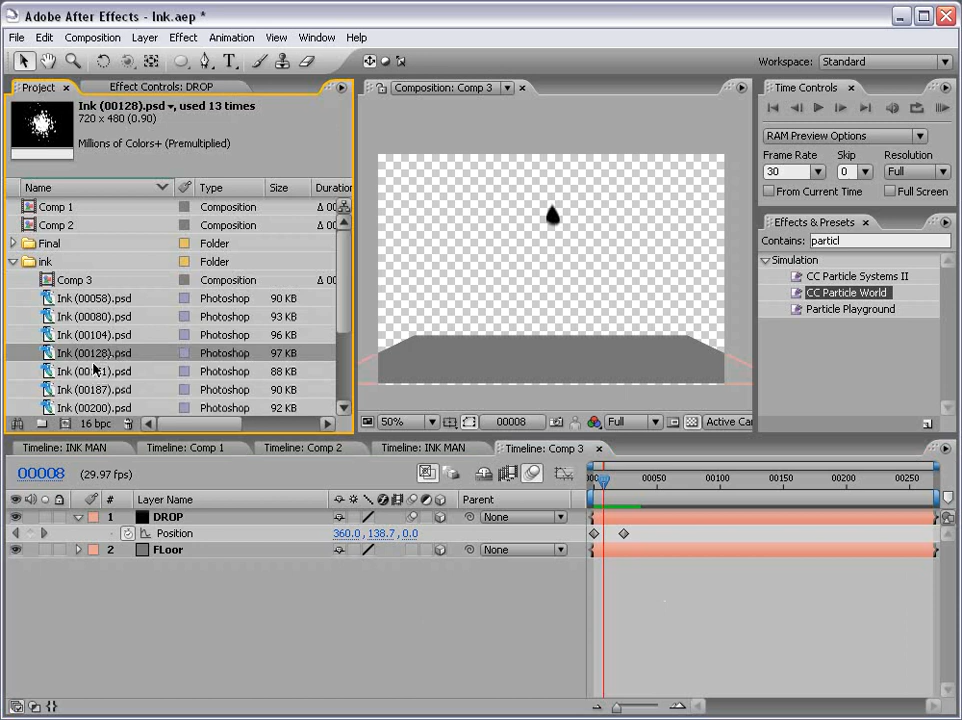 Adobe After Effects - Ink.aep *
File Edit Composition Layer Effect Animation View Window Help
Workspace: Standard
Project × Effect Controls: DROP
Ink (00128).psd, used 13 times
720 x 480 (0.90)
Millions of Colors+ (Premultiplied)
Name Type Size Duration
Comp 1 Composition Δ 00
Comp 2 Composition Δ 00
Final Folder
ink Folder
Comp 3 Composition Δ 00
Ink (00058).psd Photoshop 90 KB
Ink (00080).psd Photoshop 93 KB
Ink (00104).psd Photoshop 96 KB
Ink (00128).psd Photoshop 97 KB
Photoshop 88 KB
Ink (00187).psd Photoshop 90 KB
Ink (00200).psd Photoshop 92 KB
16 bpc
Composition: Comp 3 ×
50% 00008 Full Active Ca
Time Controls ×
RAM Preview Options
Frame Rate Skip Resolution
30 0 Full
From Current Time Full Screen
Effects & Presets ×
Contains: particl
Simulation
CC Particle Systems II
CC Particle World
Particle Playground
Timeline: INK MAN Timeline: Comp 1 Timeline: Comp 2 Timeline: INK MAN Timeline: Comp 3 ×
00008 (29.97 fps)
00050 00100 00150 00200 00250
# Layer Name Parent
1 DROP None
Position 360.0, 138.7, 0.0
2 FLoor None